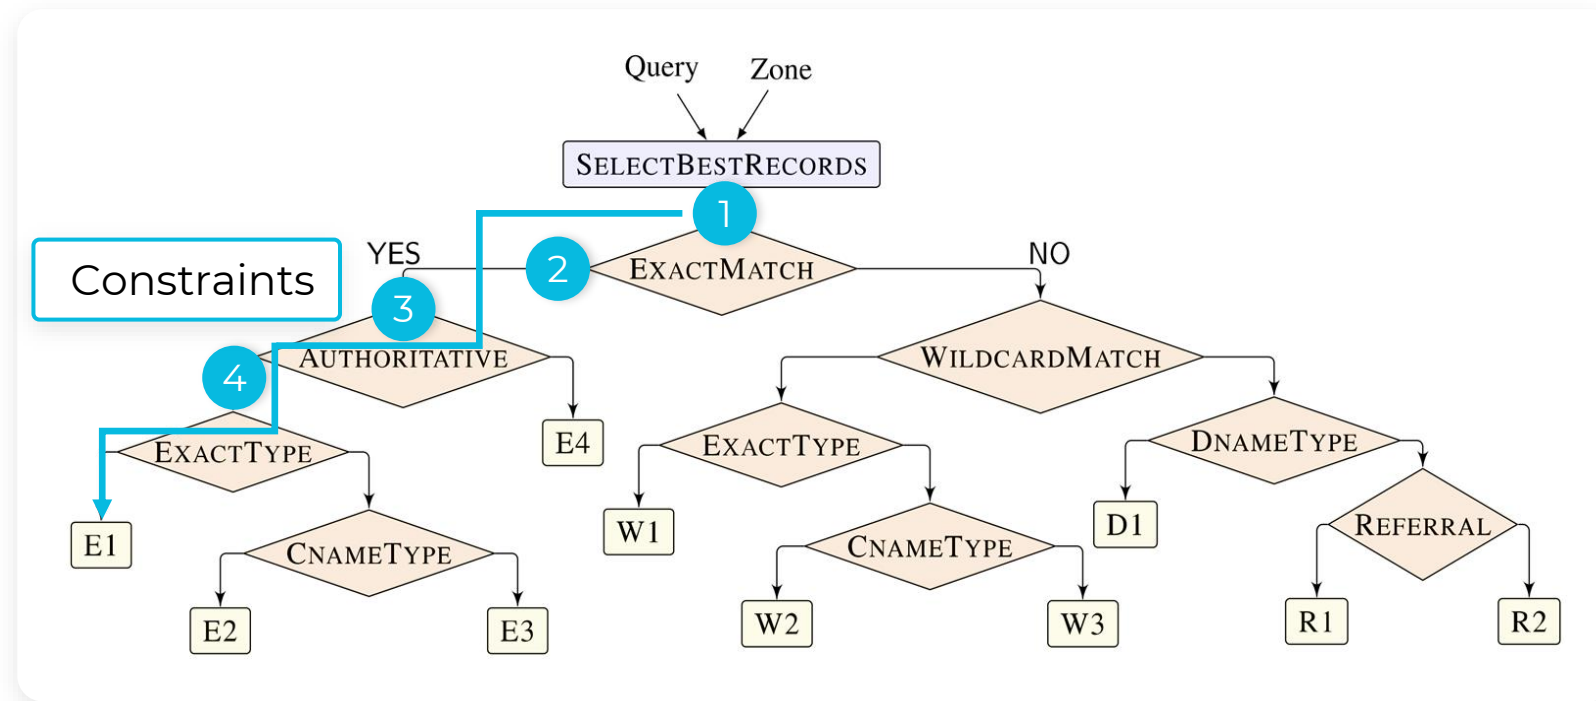 Query
Zone
SELECTBESTRECORDS
1
YES
2
EXACTMATCH
NO
Constraints
3
AUTHORITATIVE
WILDCARDMATCH
4
EXACTTYPE
E4
EXACTTYPE
DNAMETYPE
E1
CNAMETYPE
W1
CNAMETYPE
D1
REFERRAL
E2
E3
W2
W3
R1
R2